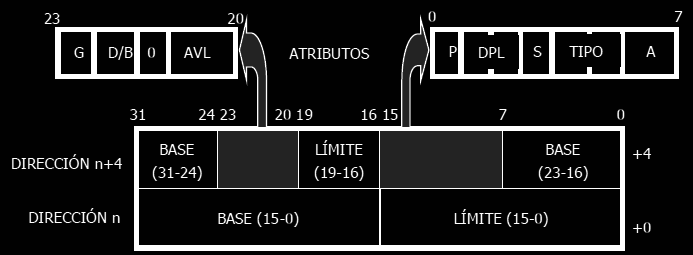 23 20 0 7
G D/B 0 AVL ATRIBUTOS P DPL S TIPO A
31 24 23 20 19 16 15 7 0
DIRECCIÓN n+4 BASE (31-24) LÍMITE (19-16) BASE (23-16) +4
DIRECCIÓN n BASE (15-0) LÍMITE (15-0) +0